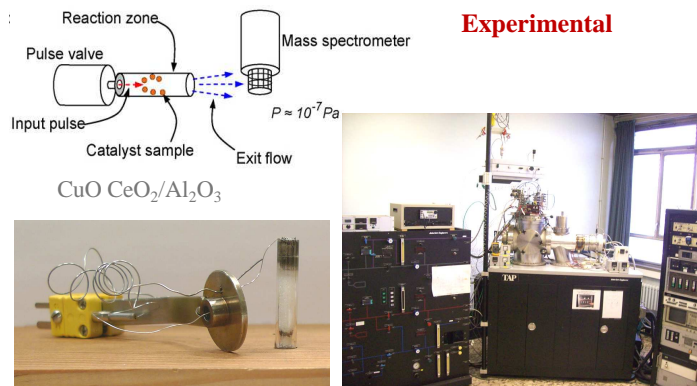 Experimental
Reaction zone
Mass spectrometer
Pulse valve
Input pulse
P ≈ 10⁻⁷ Pa
Catalyst sample
Exit flow
CuO CeO₂/Al₂O₃
TAP